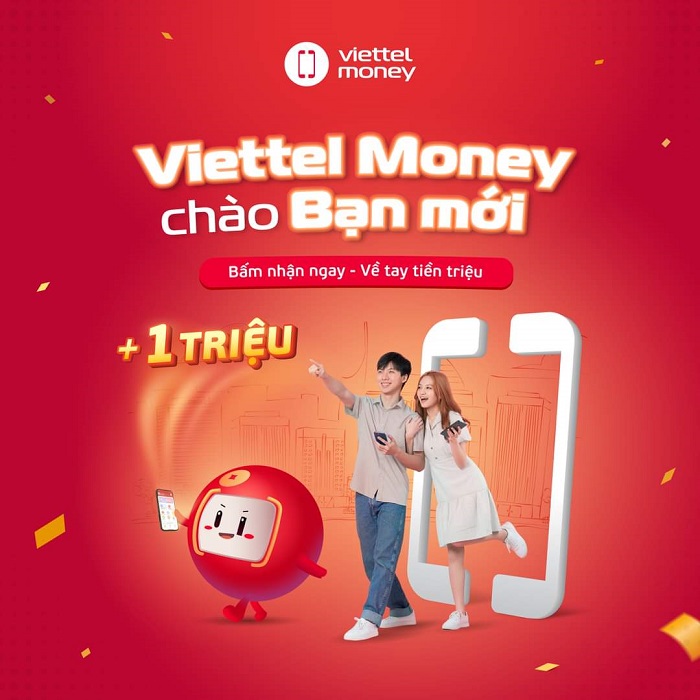 viettel
money
Viettel Money
chào Bạn mới
Bấm nhận ngay - Về tay tiền triệu
+ 1 TRIỆU